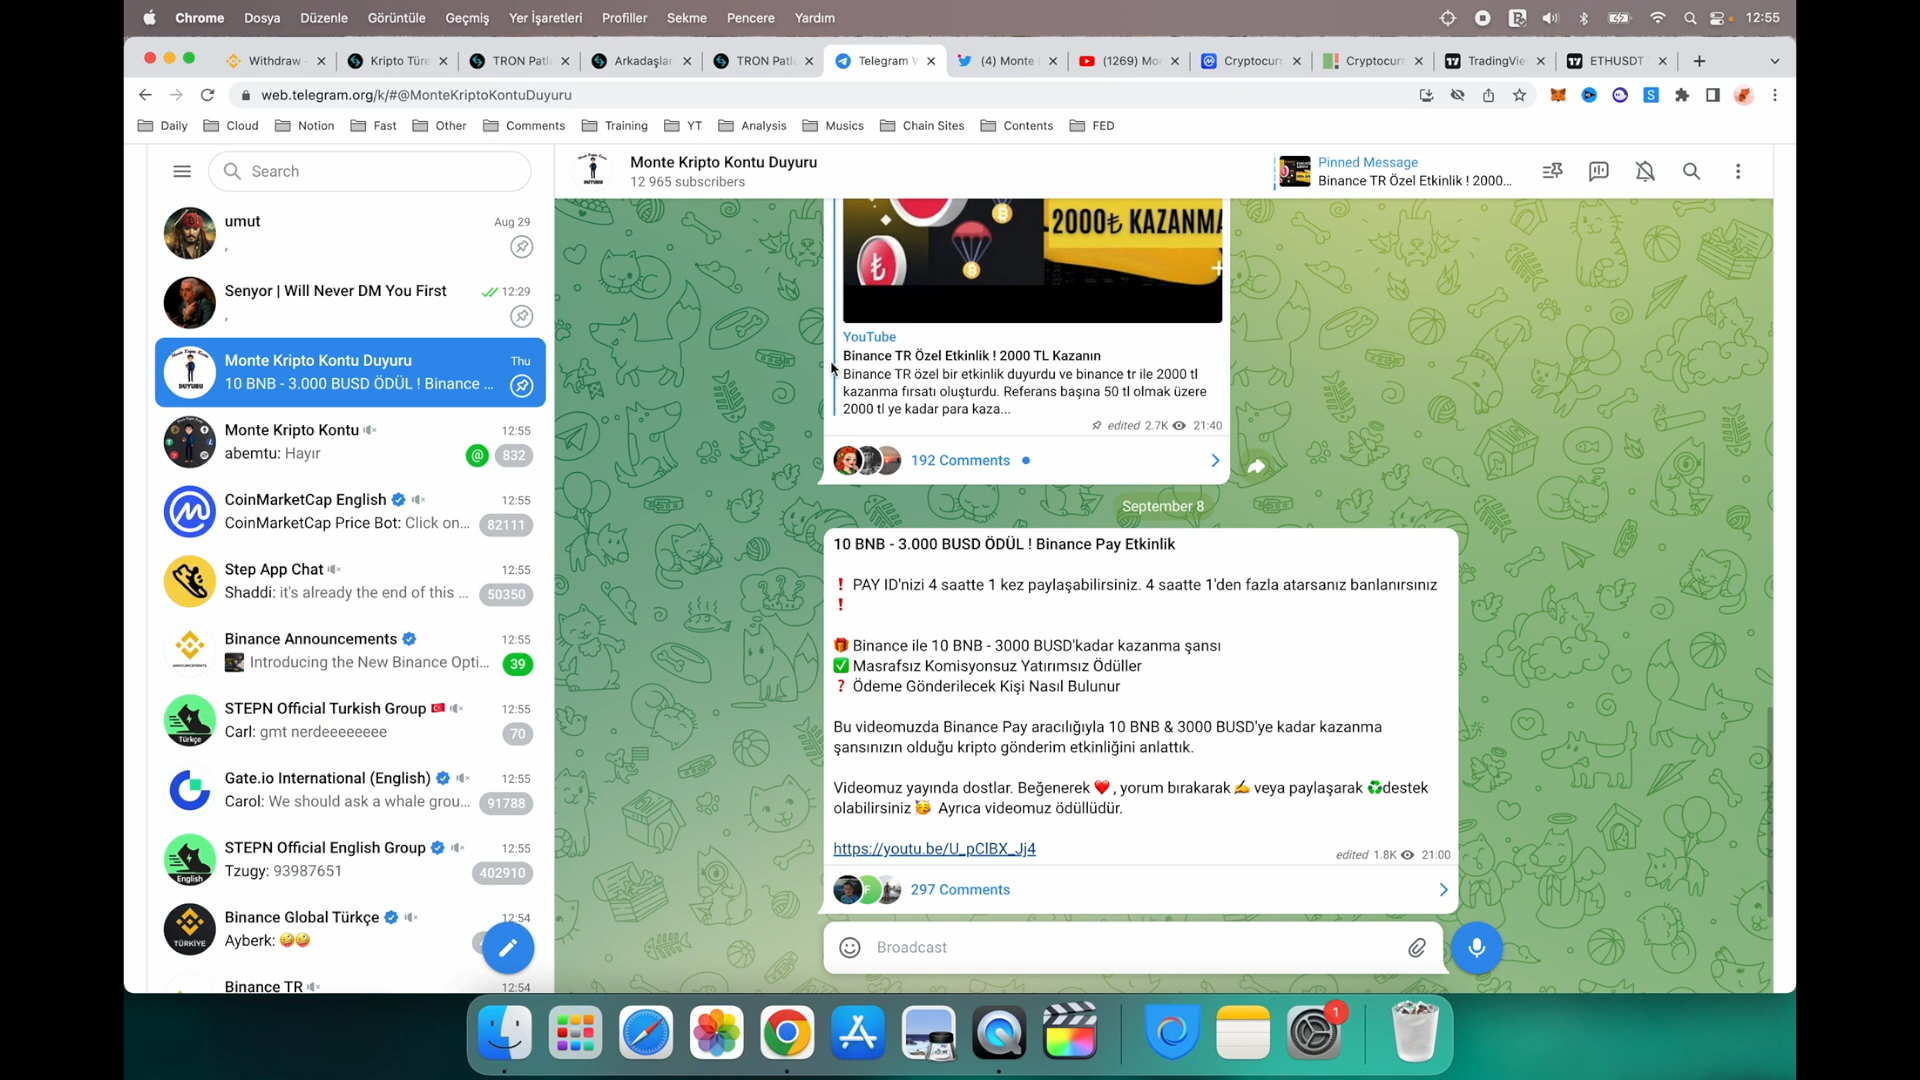 Chrome Dosya Düzenle Görüntüle Geçmiş Yer İşaretleri Profiller Sekme Pencere Yardım 12:55
Withdraw - Kripto Türe TRON Patla Arkadaşlar TRON Patla Telegram W (4) Monte (1269) Mo Cryptocurr Cryptocurr TradingVie ETHUSDT
web.telegram.org/k/#@MonteKriptoKontuDuyuru
Daily Cloud Notion Fast Other Comments Training YT Analysis Musics Chain Sites Contents FED
Search
umut Aug 29
,
Senyor | Will Never DM You First 12:29
,
Monte Kripto Kontu Duyuru Thu
10 BNB - 3.000 BUSD ÖDÜL ! Binance ...
Monte Kripto Kontu 12:55
abemtu: Hayır @ 832
CoinMarketCap English 12:55
CoinMarketCap Price Bot: Click on... 82111
Step App Chat 12:55
Shaddi: it's already the end of this ... 50350
Binance Announcements 12:55
Introducing the New Binance Opti... 39
STEPN Official Turkish Group 12:55
Carl: gmt nerdeeeeeeee 70
Gate.io International (English) 12:55
Carol: We should ask a whale grou... 91788
STEPN Official English Group 12:55
Tzugy: 93987651 402910
Binance Global Türkçe 12:54
Ayberk: 🤪🤪
Binance TR 12:54
DUYURU
ANNOUNCEMENTS
Türkçe
English
TÜRKİYE
Monte Kripto Kontu Duyuru
12 965 subscribers
Pinned Message
Binance TR Özel Etkinlik ! 2000...
2000₺ KAZANMA
YouTube
Binance TR Özel Etkinlik ! 2000 TL Kazanın
Binance TR özel bir etkinlik duyurdu ve binance tr ile 2000 tl
kazanma fırsatı oluşturdu. Referans başına 50 tl olmak üzere
2000 tl ye kadar para kaza...
edited 2.7K 21:40
192 Comments
September 8
10 BNB - 3.000 BUSD ÖDÜL ! Binance Pay Etkinlik
❗ PAY ID'nizi 4 saatte 1 kez paylaşabilirsiniz. 4 saatte 1'den fazla atarsanız banlanırsınız
❗
🎁 Binance ile 10 BNB - 3000 BUSD'kadar kazanma şansı
✅ Masrafsız Komisyonsuz Yatırımsız Ödüller
❓ Ödeme Gönderilecek Kişi Nasıl Bulunur
Bu videomuzda Binance Pay aracılığıyla 10 BNB & 3000 BUSD'ye kadar kazanma
şansınızın olduğu kripto gönderim etkinliğini anlattık.
Videomuz yayında dostlar. Beğenerek ❤️, yorum bırakarak ✍️ veya paylaşarak ♻️destek
olabilirsiniz 🥳 Ayrıca videomuz ödüllüdür.
https://youtu.be/U_pClBX_Jj4
edited 1.8K 21:00
297 Comments
Broadcast
1